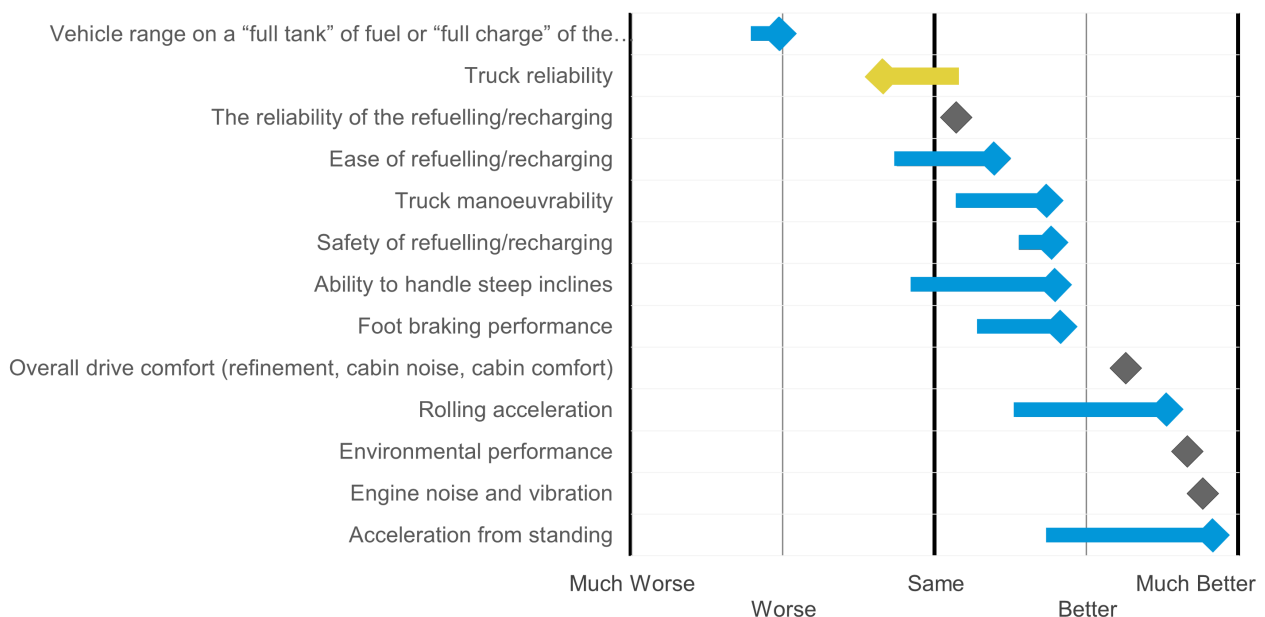 Vehicle range on a “full tank” of fuel or “full charge” of the…
Truck reliability
The reliability of the refuelling/recharging
Ease of refuelling/recharging
Truck manoeuvrability
Safety of refuelling/recharging
Ability to handle steep inclines
Foot braking performance
Overall drive comfort (refinement, cabin noise, cabin comfort)
Rolling acceleration
Environmental performance
Engine noise and vibration
Acceleration from standing
Much Worse
Worse
Same
Better
Much Better